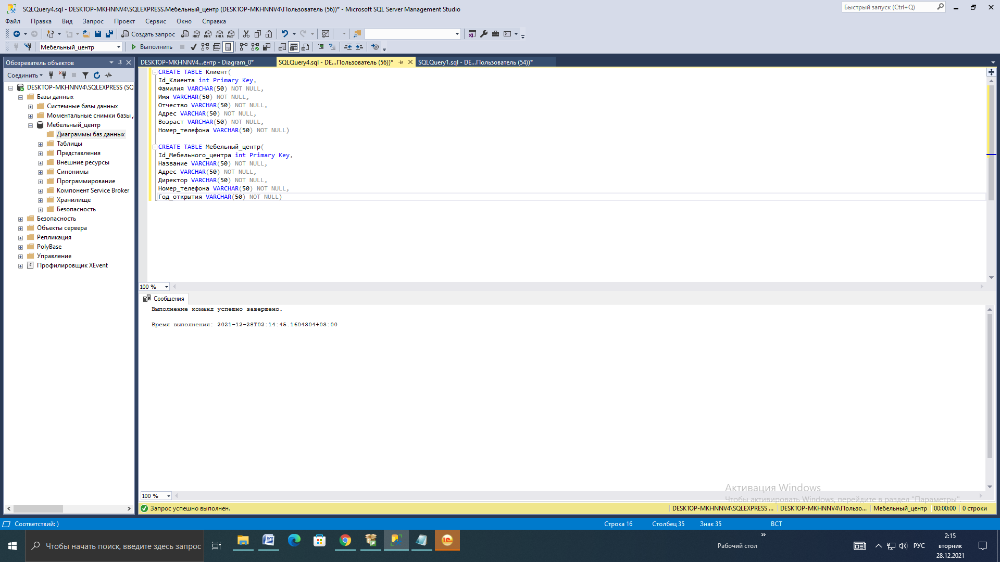 SQLQuery4.sql - DESKTOP-MKHNNV4\SQLEXPRESS.Мебельный_центр (DESKTOP-MKHNNV4\Пользователь (56))* - Microsoft SQL Server Management Studio
Быстрый запуск (Ctrl+Q)
Файл Правка Вид Запрос Проект Сервис Окно Справка
Создать запрос MDX DMX XMLA DAX
Мебельный_центр Выполнить
Обозреватель объектов
DESKTOP-MKHNNV4...ентр - Diagram_0* SQLQuery4.sql - DE...Пользователь (56))* SQLQuery1.sql - DE...Пользователь (54))*
Соединить
DESKTOP-MKHNNV4\SQLEXPRESS (SQ
Базы данных
Системные базы данных
Моментальные снимки базы
Мебельный_центр
Диаграммы баз данных
Таблицы
Представления
Внешние ресурсы
Синонимы
Программирование
Компонент Service Broker
Хранилище
Безопасность
Безопасность
Объекты сервера
Репликация
PolyBase
Управление
Профилировщик XEvent
CREATE TABLE Клиент(
Id_Клиента int Primary Key,
Фамилия VARCHAR(50) NOT NULL,
Имя VARCHAR(50) NOT NULL,
Отчество VARCHAR(50) NOT NULL,
Адрес VARCHAR(50) NOT NULL,
Возраст VARCHAR(50) NOT NULL,
Номер_телефона VARCHAR(50) NOT NULL)
CREATE TABLE Мебельный_центр(
Id_Мебельного_центра int Primary Key,
Название VARCHAR(50) NOT NULL,
Адрес VARCHAR(50) NOT NULL,
Директор VARCHAR(50) NOT NULL,
Номер_телефона VARCHAR(50) NOT NULL,
Год_открытия VARCHAR(50) NOT NULL)
100 %
Сообщения
Выполнение команд успешно завершено.
Время выполнения: 2021-12-28T02:14:45.1604304+03:00
100 %
Активация Windows
Чтобы активировать Windows, перейдите в раздел "Параметры".
Запрос успешно выполнен.
DESKTOP-MKHNNV4\SQLEXPRESS ... DESKTOP-MKHNNV4\Пользо... Мебельный_центр 00:00:00 0 строки
Соответствий: )
Строка 16 Столбец 35 Знак 35 ВСТ
Чтобы начать поиск, введите здесь запрос
Рабочий стол
РУС
2:15
вторник
28.12.2021